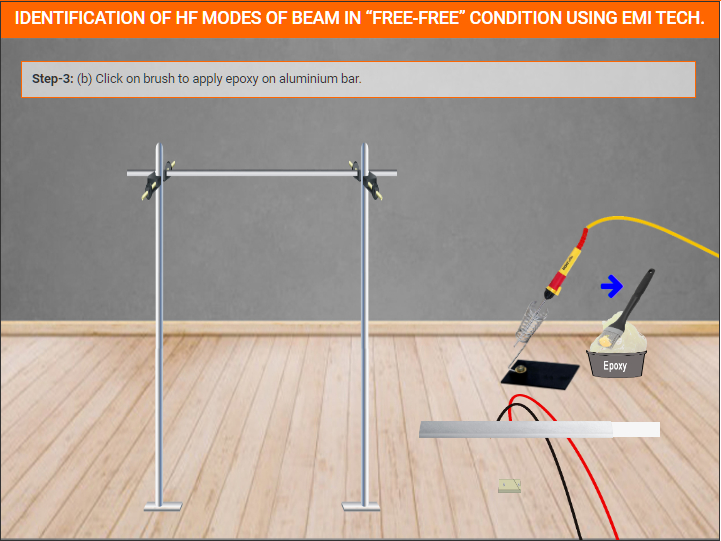 IDENTIFICATION OF HF MODES OF BEAM IN “FREE-FREE” CONDITION USING EMI TECH.
Step-3: (b) Click on brush to apply epoxy on aluminium bar.
Epoxy